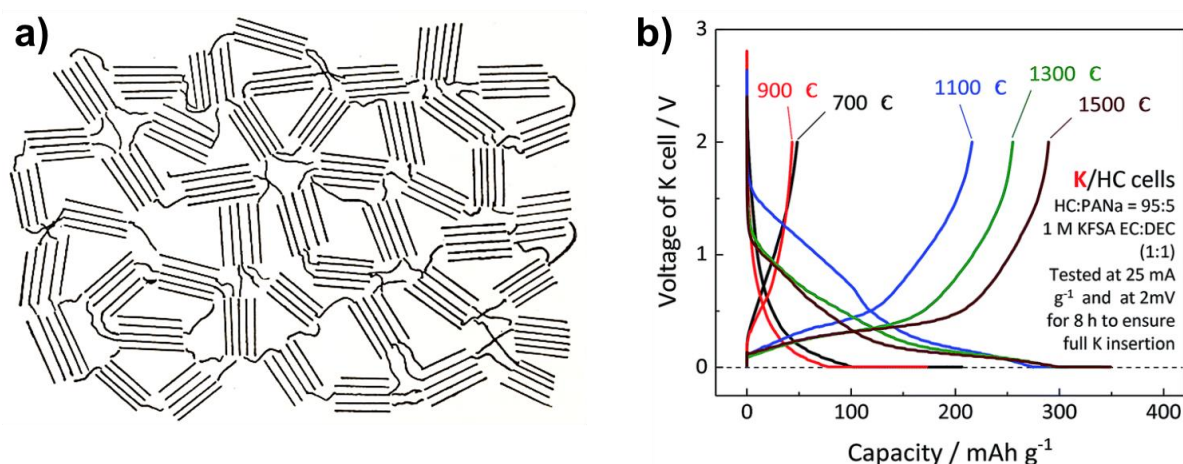 a)
b)
Voltage of K cell / V
3
2
1
0
900 €
700 €
1100 €
1300 €
1500 €
K/HC cells
HC:PANa = 95:5
1 M KFSA EC:DEC
(1:1)
Tested at 25 mA
g⁻¹ and at 2mV
for 8 h to ensure
full K insertion
0 100 200 300 400
Capacity / mAh g⁻¹